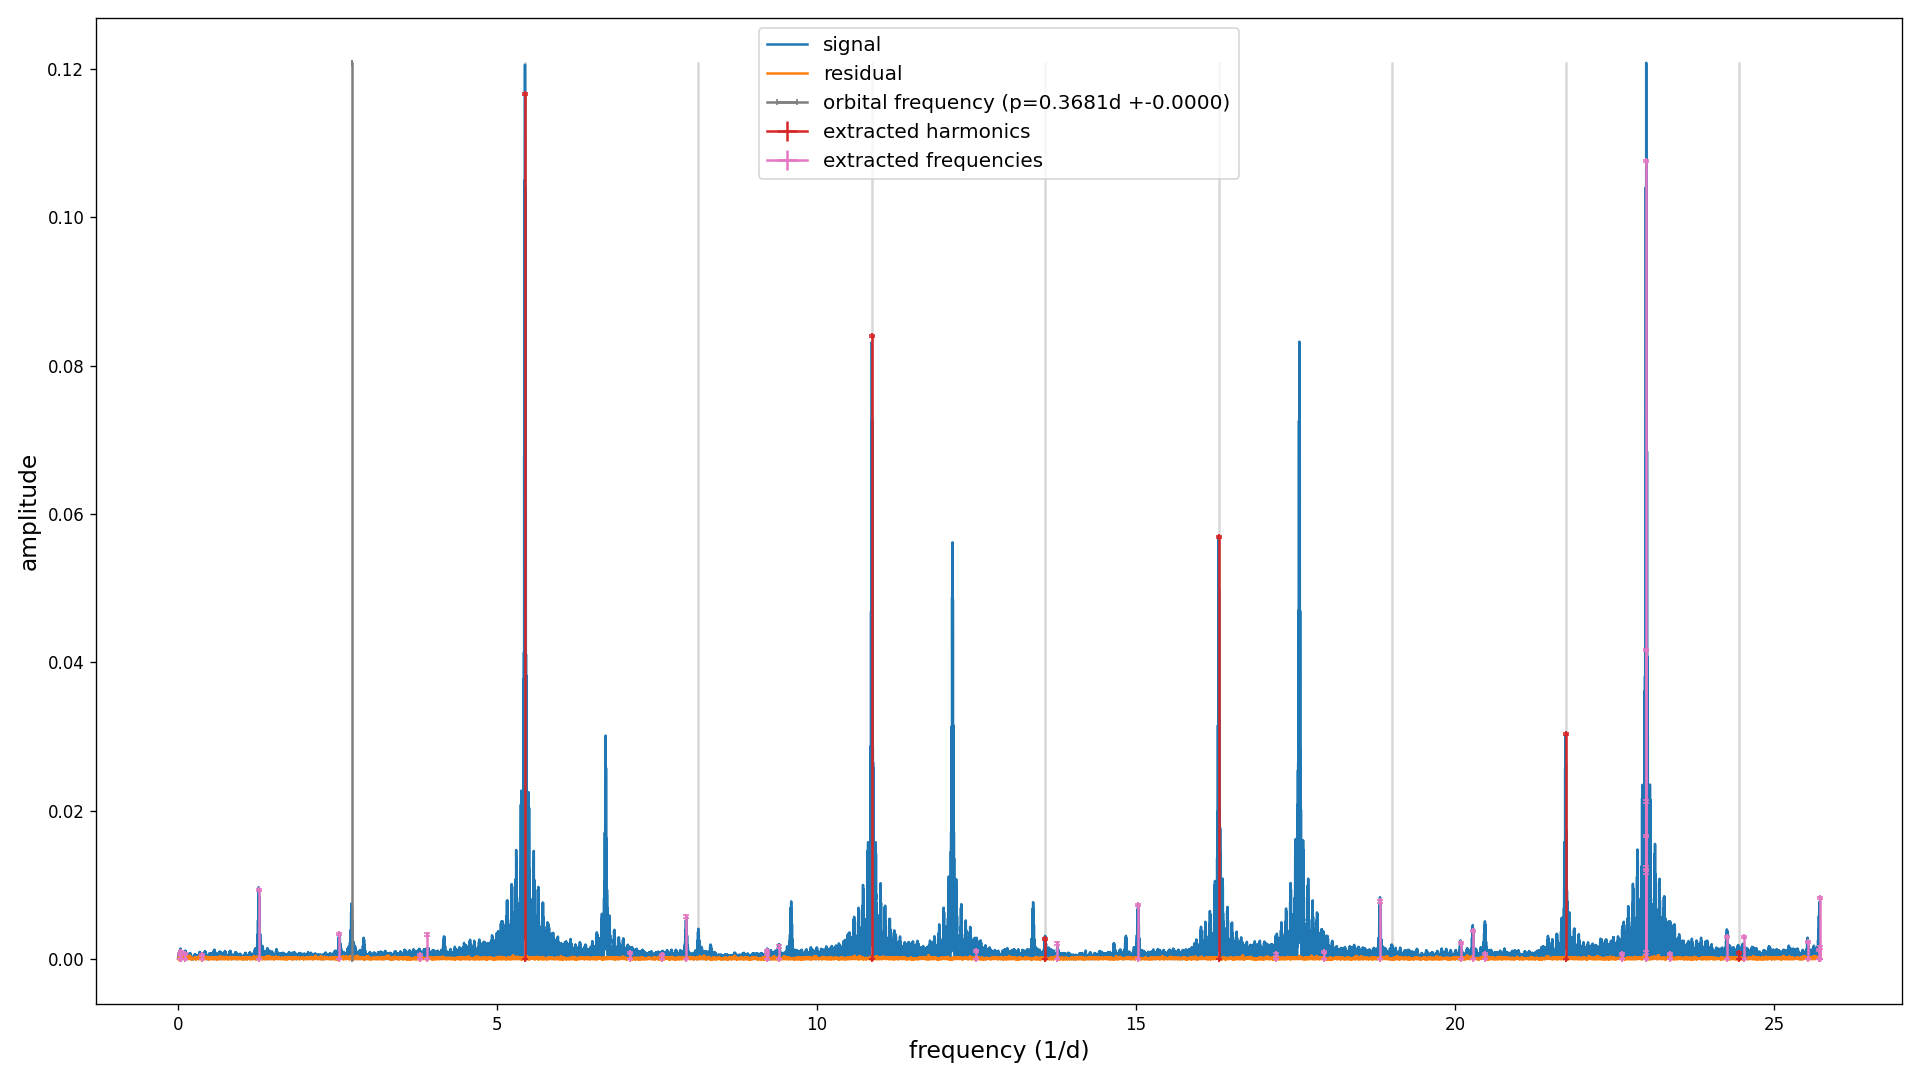 signal
residual
orbital frequency (p=0.3681d +-0.0000)
extracted harmonics
extracted frequencies
0.12
0.10
0.08
0.06
0.04
0.02
0.00
amplitude
0 5 10 15 20 25
frequency (1/d)